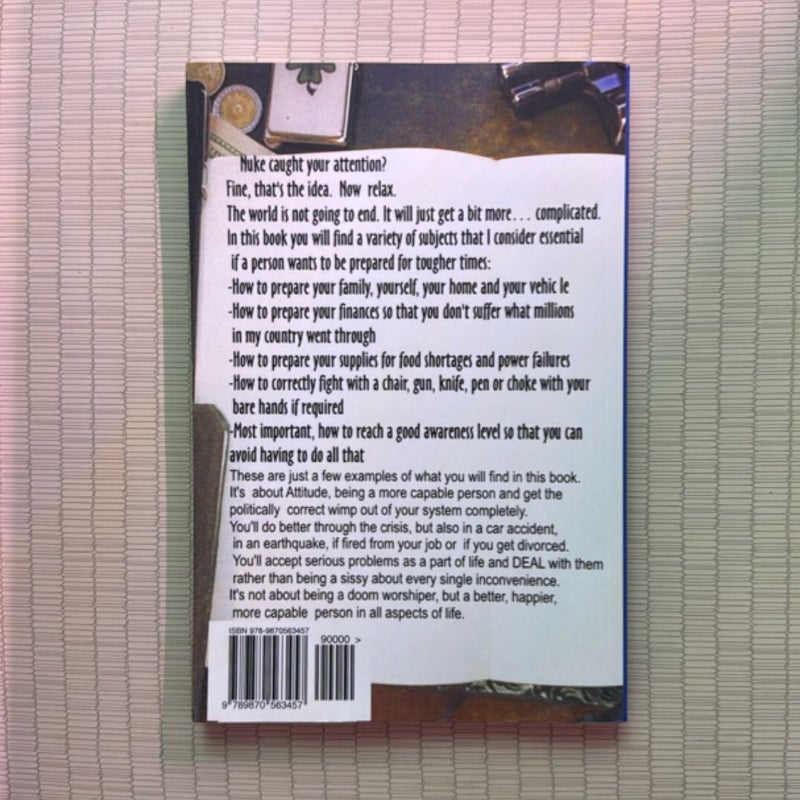 Nuke caught your attention?
Fine, that's the idea. Now relax.
The world is not going to end. It will just get a bit more... complicated.
In this book you will find a variety of subjects that I consider essential
if a person wants to be prepared for tougher times:
-How to prepare your family, yourself, your home and your vehic le
-How to prepare your finances so that you don't suffer what millions
in my country went through
-How to prepare your supplies for food shortages and power failures
-How to correctly fight with a chair, gun, knife, pen or choke with your
bare hands if required
-Most important, how to reach a good awareness level so that you can
avoid having to do all that
These are just a few examples of what you will find in this book.
It's about Attitude, being a more capable person and get the
politically correct wimp out of your system completely.
You'll do better through the crisis, but also in a car accident,
in an earthquake, if fired from your job or if you get divorced.
You'll accept serious problems as a part of life and DEAL with them
rather than being a sissy about every single inconvenience.
It's not about being a doom worshiper, but a better, happier,
more capable person in all aspects of life.
ISBN 978-9870563457
90000 >
9 789870 563457